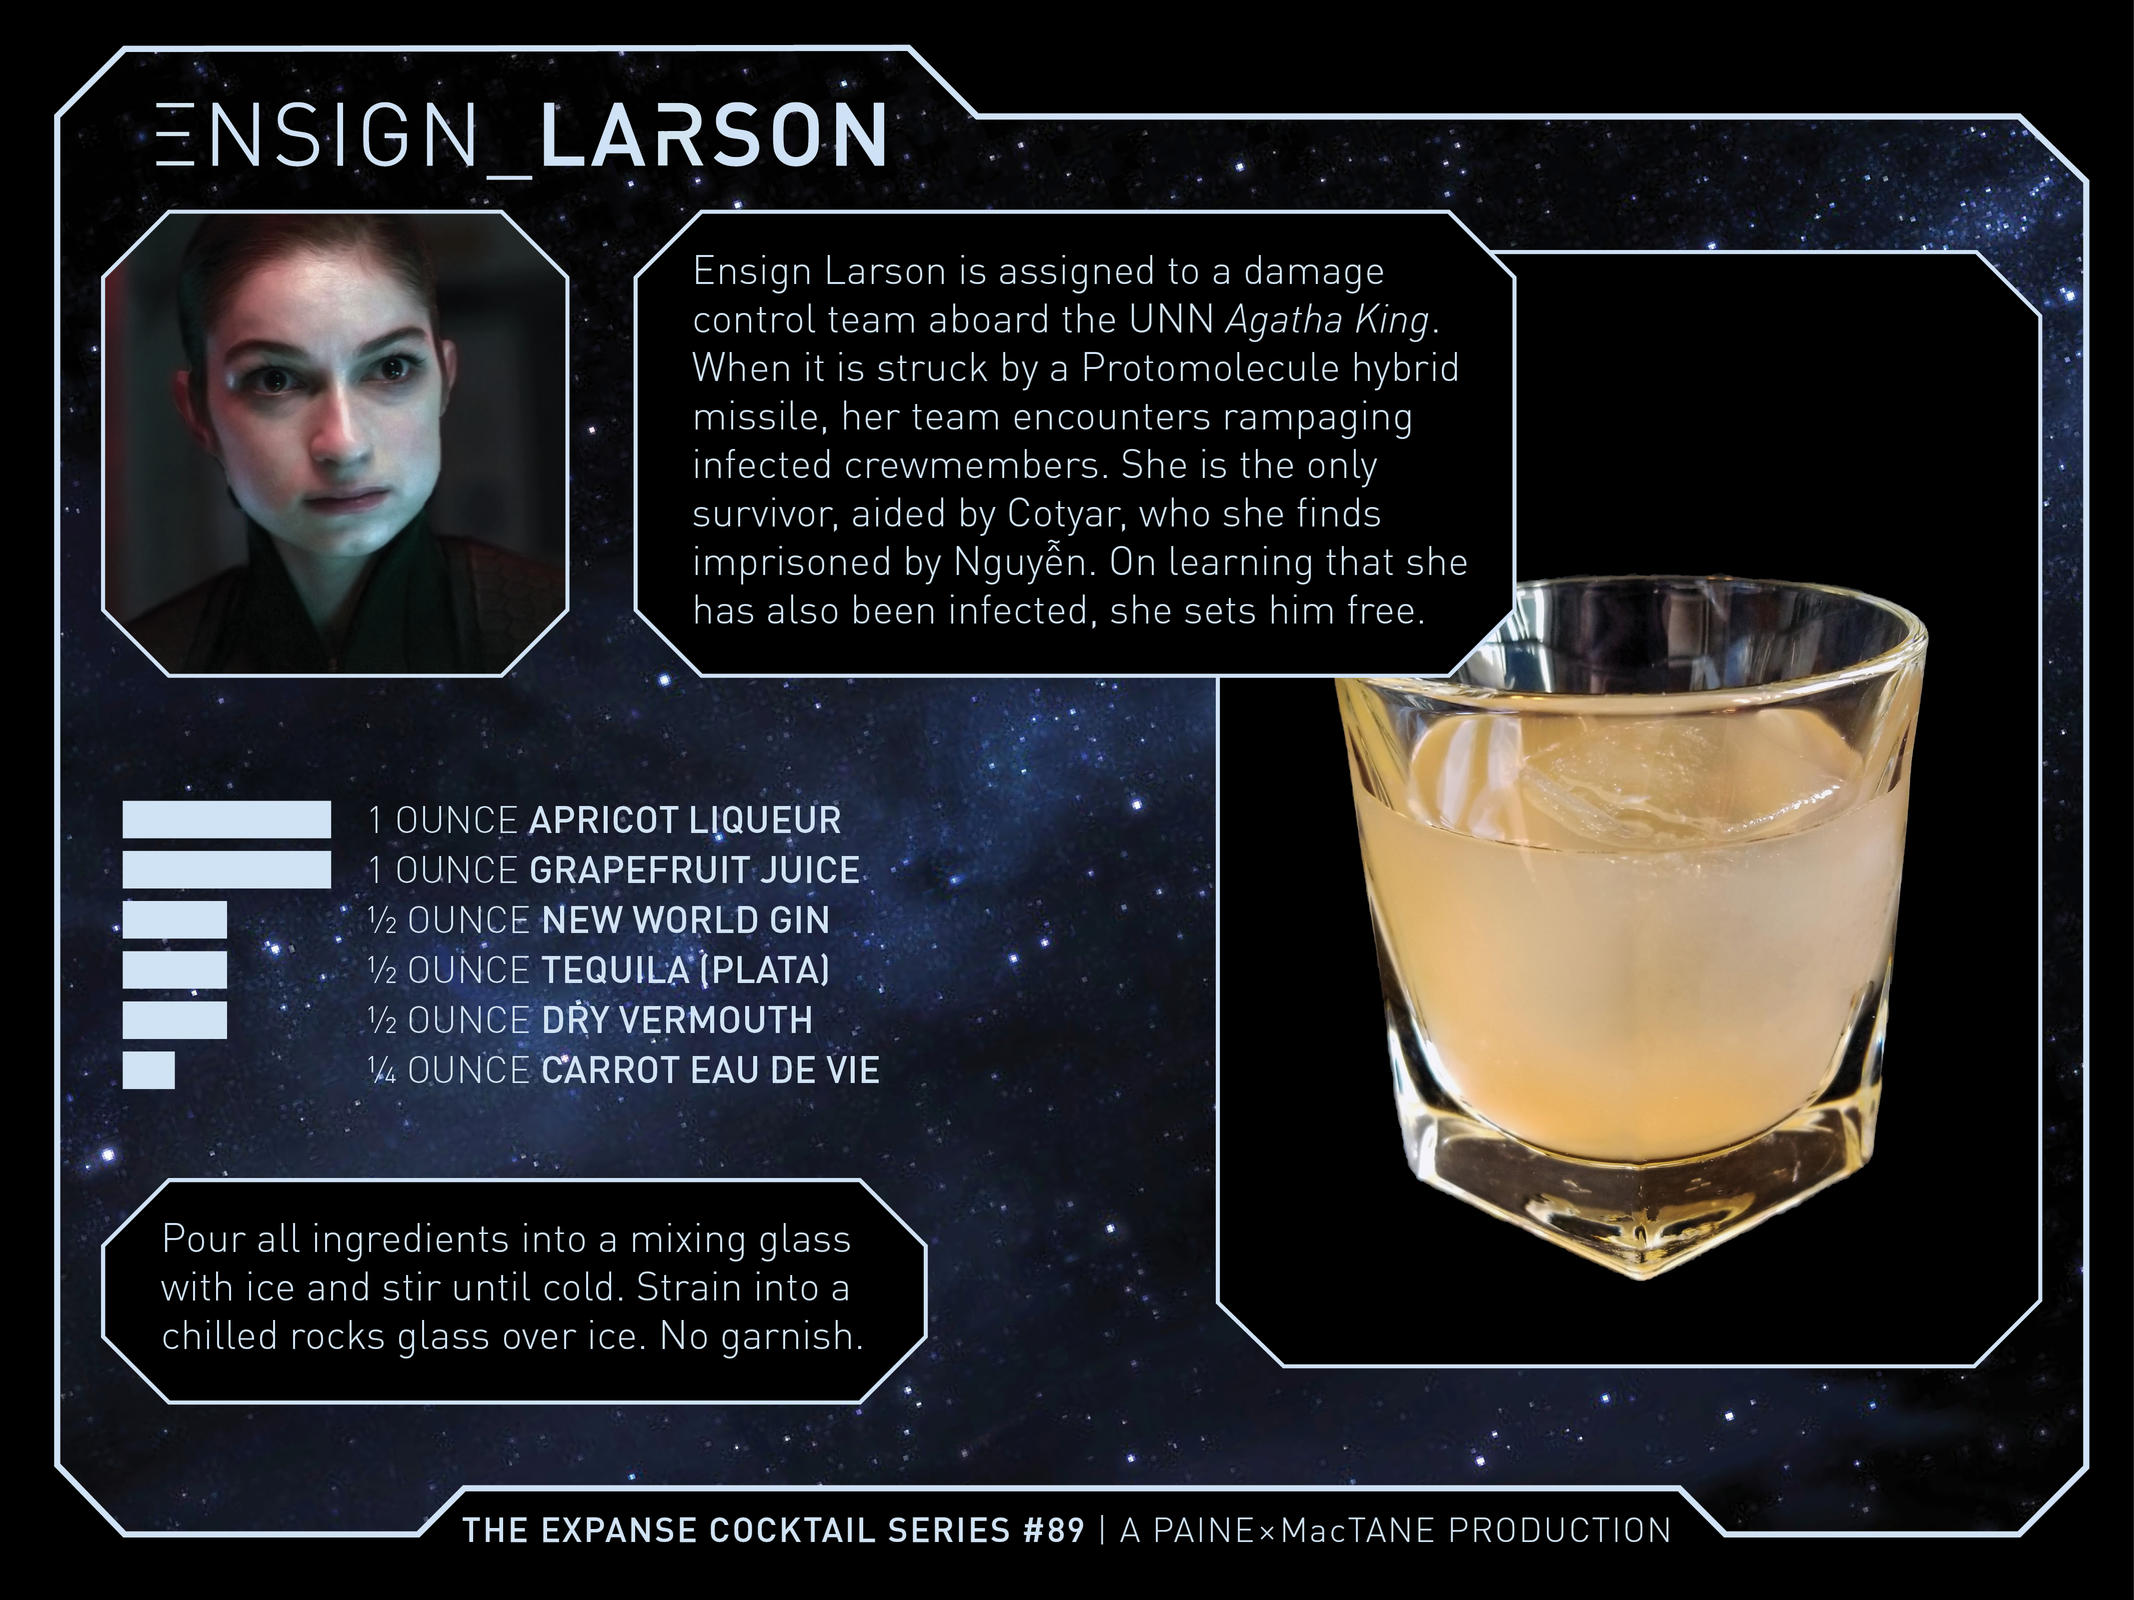 ENSIGN_LARSON
Ensign Larson is assigned to a damage
control team aboard the UNN Agatha King.
When it is struck by a Protomolecule hybrid
missile, her team encounters rampaging
infected crewmembers. She is the only
survivor, aided by Cotyar, who she finds
imprisoned by Nguyễn. On learning that she
has also been infected, she sets him free.
1 OUNCE APRICOT LIQUEUR
1 OUNCE GRAPEFRUIT JUICE
½ OUNCE NEW WORLD GIN
½ OUNCE TEQUILA (PLATA)
½ OUNCE DRY VERMOUTH
¼ OUNCE CARROT EAU DE VIE
Pour all ingredients into a mixing glass
with ice and stir until cold. Strain into a
chilled rocks glass over ice. No garnish.
THE EXPANSE COCKTAIL SERIES #89 | A PAINE×MacTANE PRODUCTION